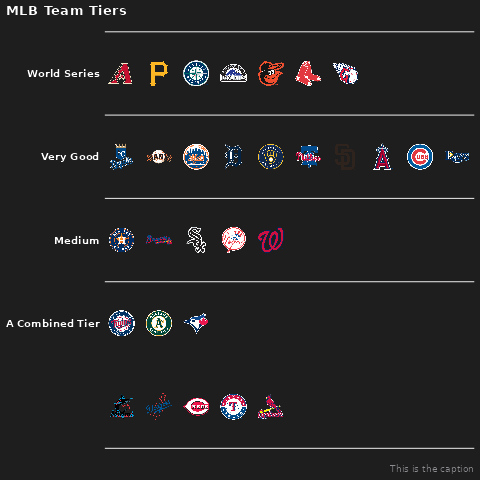 MLB Team Tiers
World Series
Very Good
Medium
A Combined Tier
This is the caption